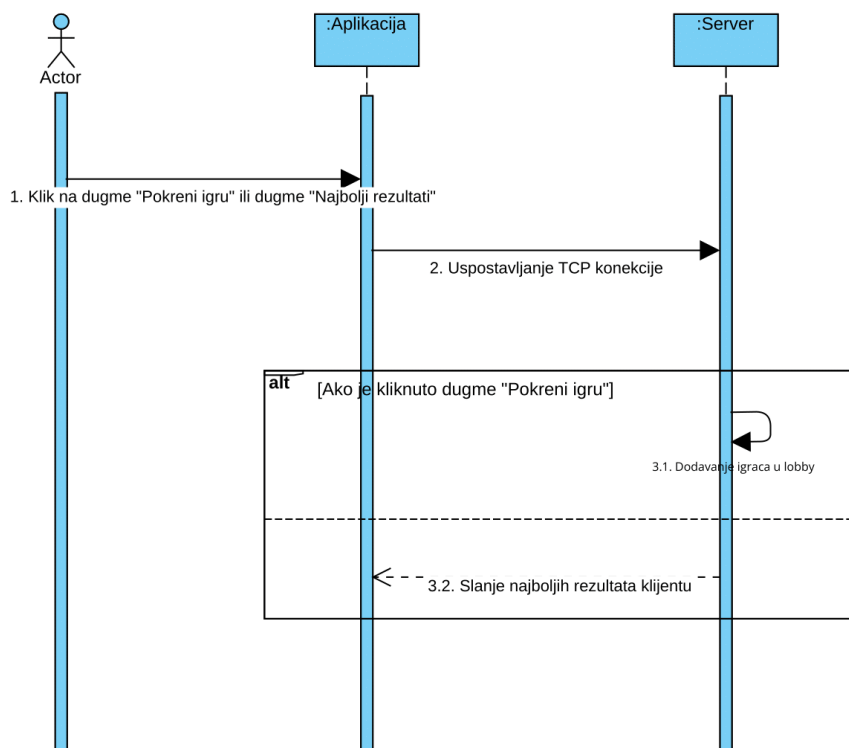 :Aplikacija
:Server
Actor
1. Klik na dugme "Pokreni igru" ili dugme "Najbolji rezultati"
2. Uspostavljanje TCP konekcije
alt
[Ako je kliknuto dugme "Pokreni igru"]
3.1. Dodavanje igraca u lobby
3.2. Slanje najboljih rezultata klijentu